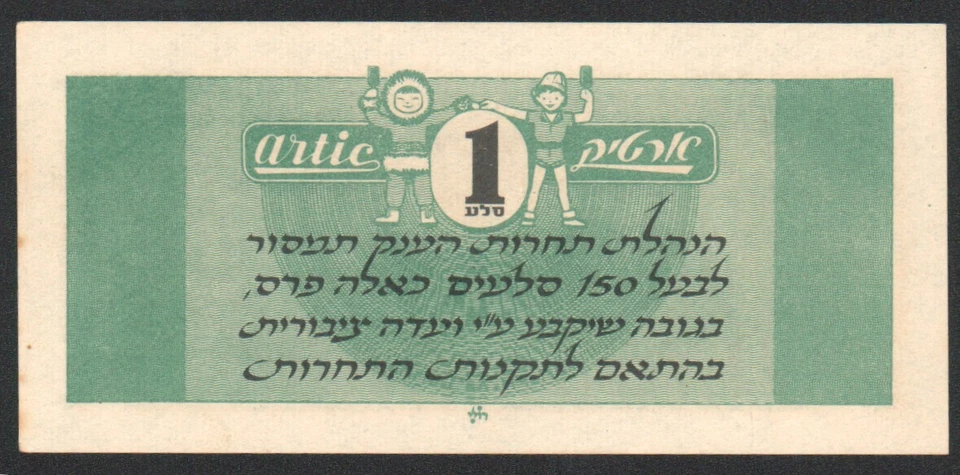 artic
ארטיק
1
סלע
הנהלת תחרות הענק תמסור
לבעל 150 סלעים כאלה פרס,
בגובה שיקבע ע"י ועדה ציבורית
בהתאם לתקנות התחרות